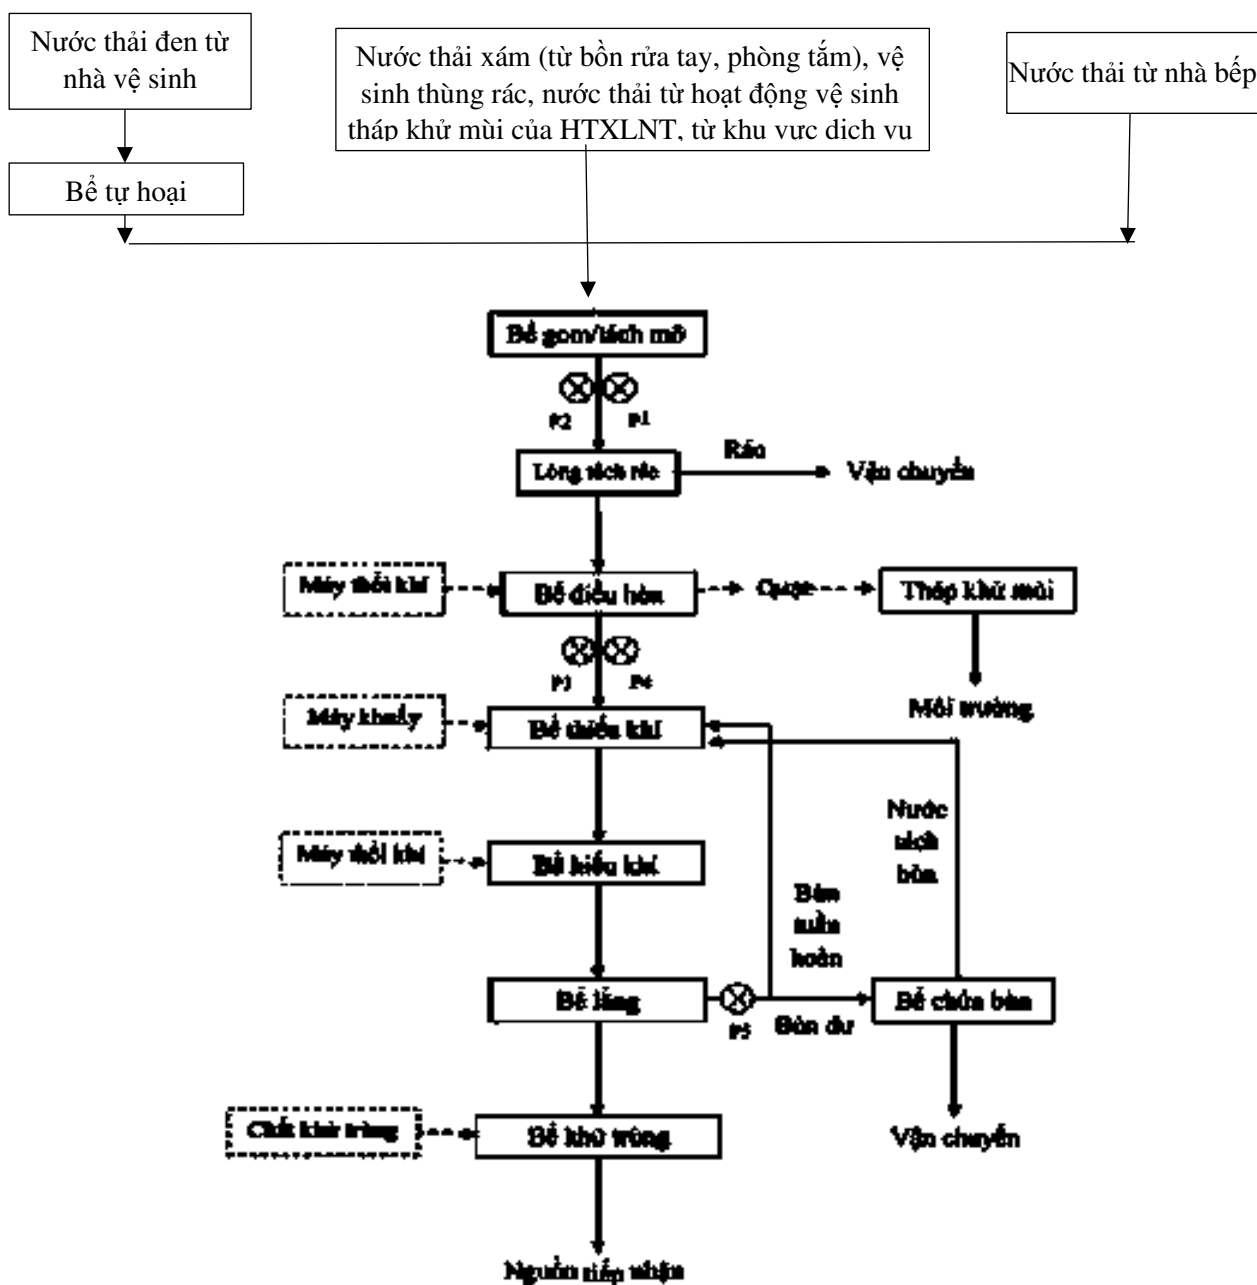 Nước thải đen từ
nhà vệ sinh
Nước thải xám (từ bồn rửa tay, phòng tắm), vệ
sinh thùng rác, nước thải từ hoạt động vệ sinh
tháp khử mùi của HTXLNT, từ khu vực dịch vụ
Nước thải từ nhà bếp
Bể tự hoại
Bể gom/tách mỡ
P2
P1
Lồng tách rác
Rác
Vận chuyển
Máy thổi khí
Bể điều hòa
Quạt
Tháp khử mùi
P3
P4
Môi trường
Máy khuấy
Bể thiếu khí
Nước
tách
bùn
Máy thổi khí
Bể hiếu khí
Bùn
tuần
hoàn
Bể lắng
P5
Bùn dư
Bể chứa bùn
Chất khử trùng
Bể khử trùng
Vận chuyển
Nguồn tiếp nhận